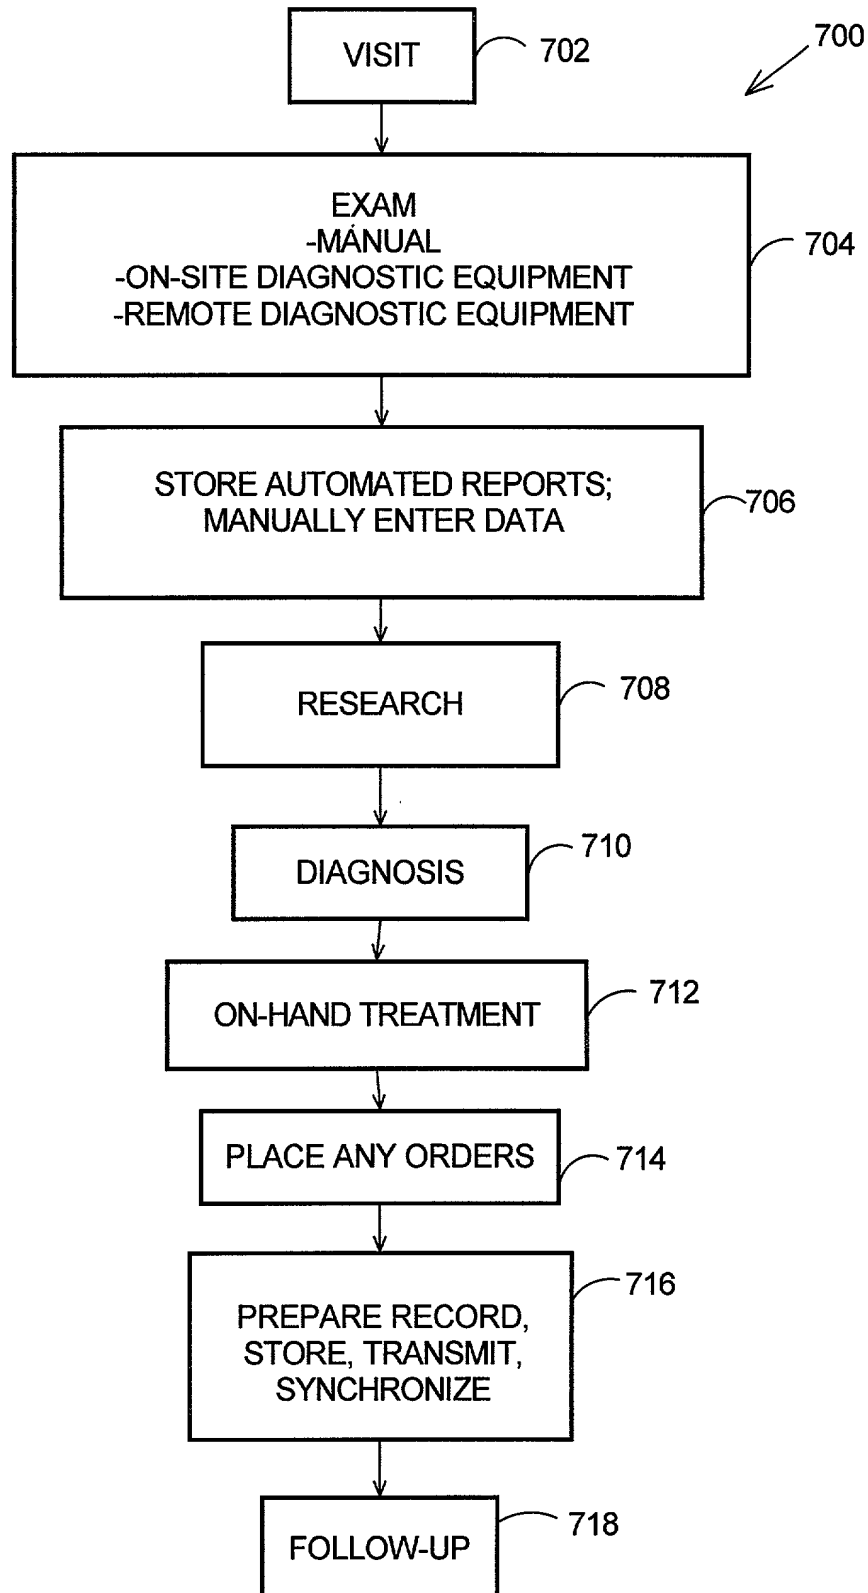 700
VISIT
702
EXAM
-MANUAL
-ON-SITE DIAGNOSTIC EQUIPMENT
-REMOTE DIAGNOSTIC EQUIPMENT
704
STORE AUTOMATED REPORTS;
MANUALLY ENTER DATA
706
RESEARCH
708
DIAGNOSIS
710
ON-HAND TREATMENT
712
PLACE ANY ORDERS
714
PREPARE RECORD,
STORE, TRANSMIT,
SYNCHRONIZE
716
FOLLOW-UP
718